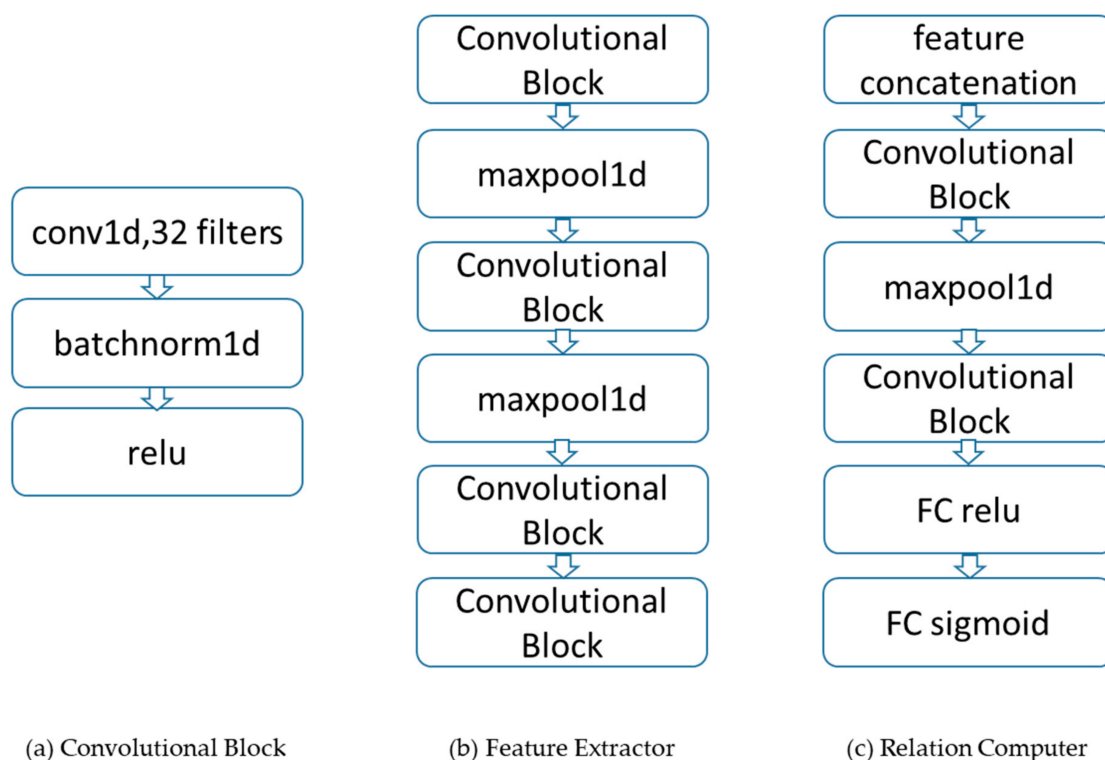 conv1d,32 filters
batchnorm1d
relu
(a) Convolutional Block
Convolutional
Block
maxpool1d
Convolutional
Block
maxpool1d
Convolutional
Block
Convolutional
Block
(b) Feature Extractor
feature
concatenation
Convolutional
Block
maxpool1d
Convolutional
Block
FC relu
FC sigmoid
(c) Relation Computer